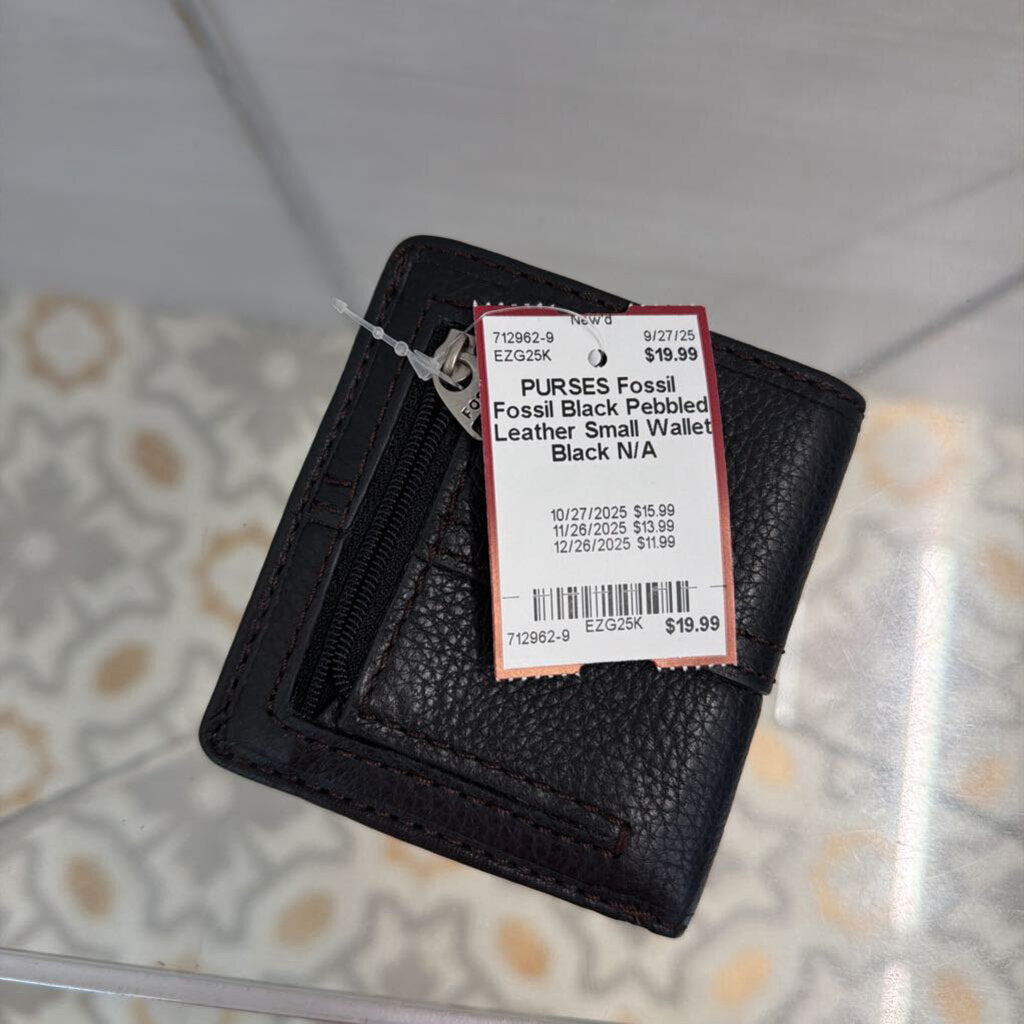 New'd
712962-9 9/27/25
EZG25K $19.99
PURSES Fossil
Fossil Black Pebbled
Leather Small Wallet
Black N/A
10/27/2025 $15.99
11/26/2025 $13.99
12/26/2025 $11.99
712962-9 EZG25K $19.99